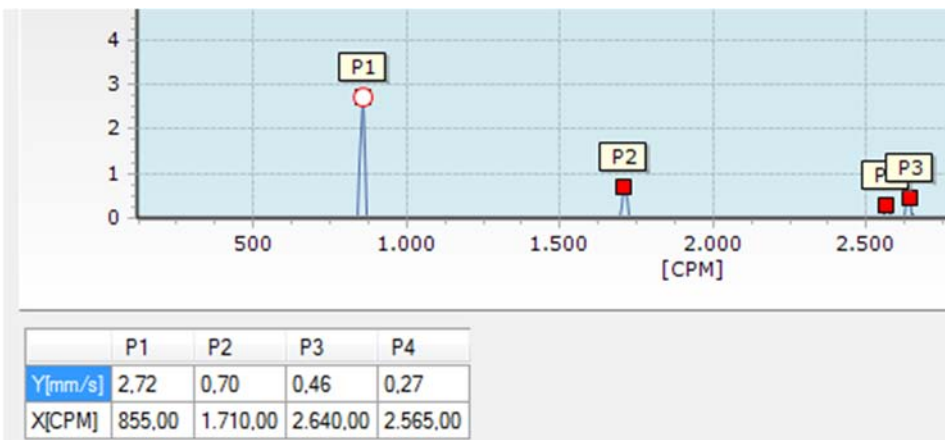 4
P1
3
2
P2
1
P P3
0
500 1.000 1.500 2.000 2.500
[CPM]
P1 P2 P3 P4
Y[mm/s] 2,72 0,70 0,46 0,27
X[CPM] 855,00 1.710,00 2.640,00 2.565,00